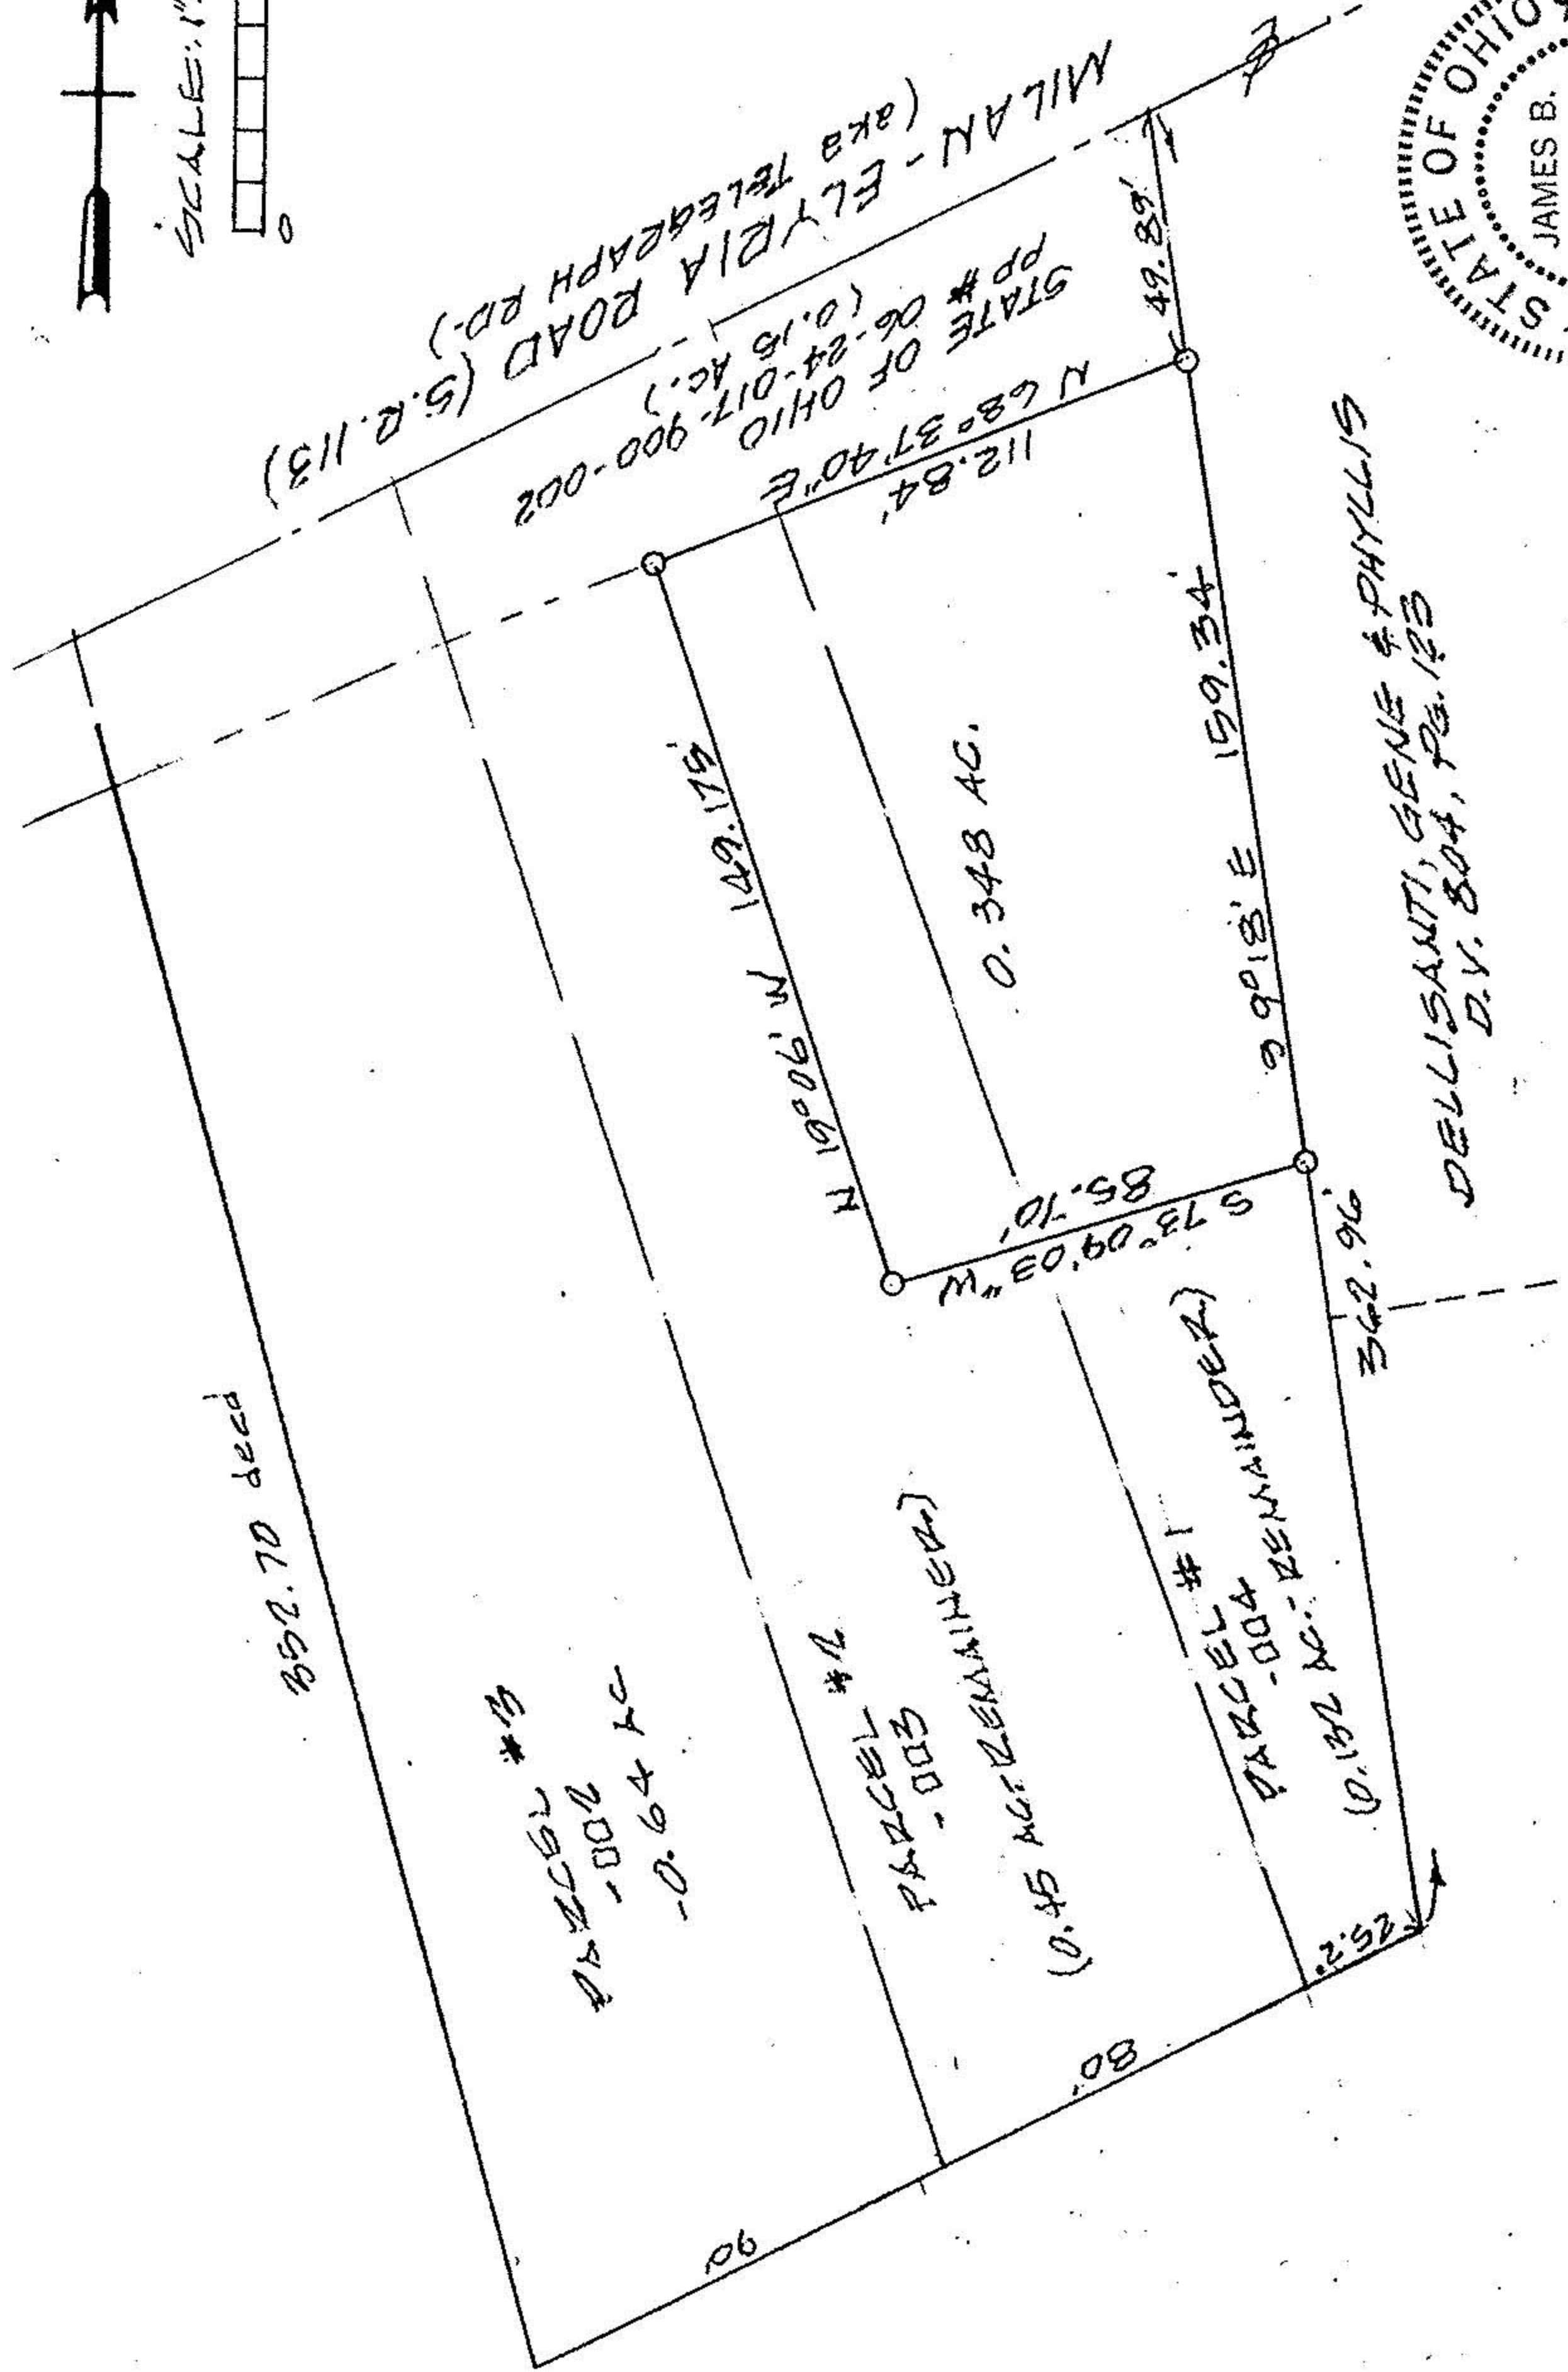 SCALE: 1"
0
MILAN - ELYRIA ROAD (S.R. 113)
(aka TELEGRAPH RD.)
STATE OF OHIO
PP # 06-24-017-900-002
(0.15 AC.)
N 68° 37' 40" E
112.84'
49.89'
N 19° 06' W 149.175'
0.348 AC.
S 9° 18' E 159.34'
S 73° 09' 03" W
85.70'
362.96'
DELLISANTI, GENE & PHYLLIS
D.V. 804, PG. 123
352.70 deed
PARCEL #3
-002
-0.64 AC
PARCEL #2
-003
(0.45 AC-REMAINER)
PARCEL #1
-004
(0.132 AC.- REMAINDER)
90
80'
25.2'
STATE OF OHIO
JAMES B.